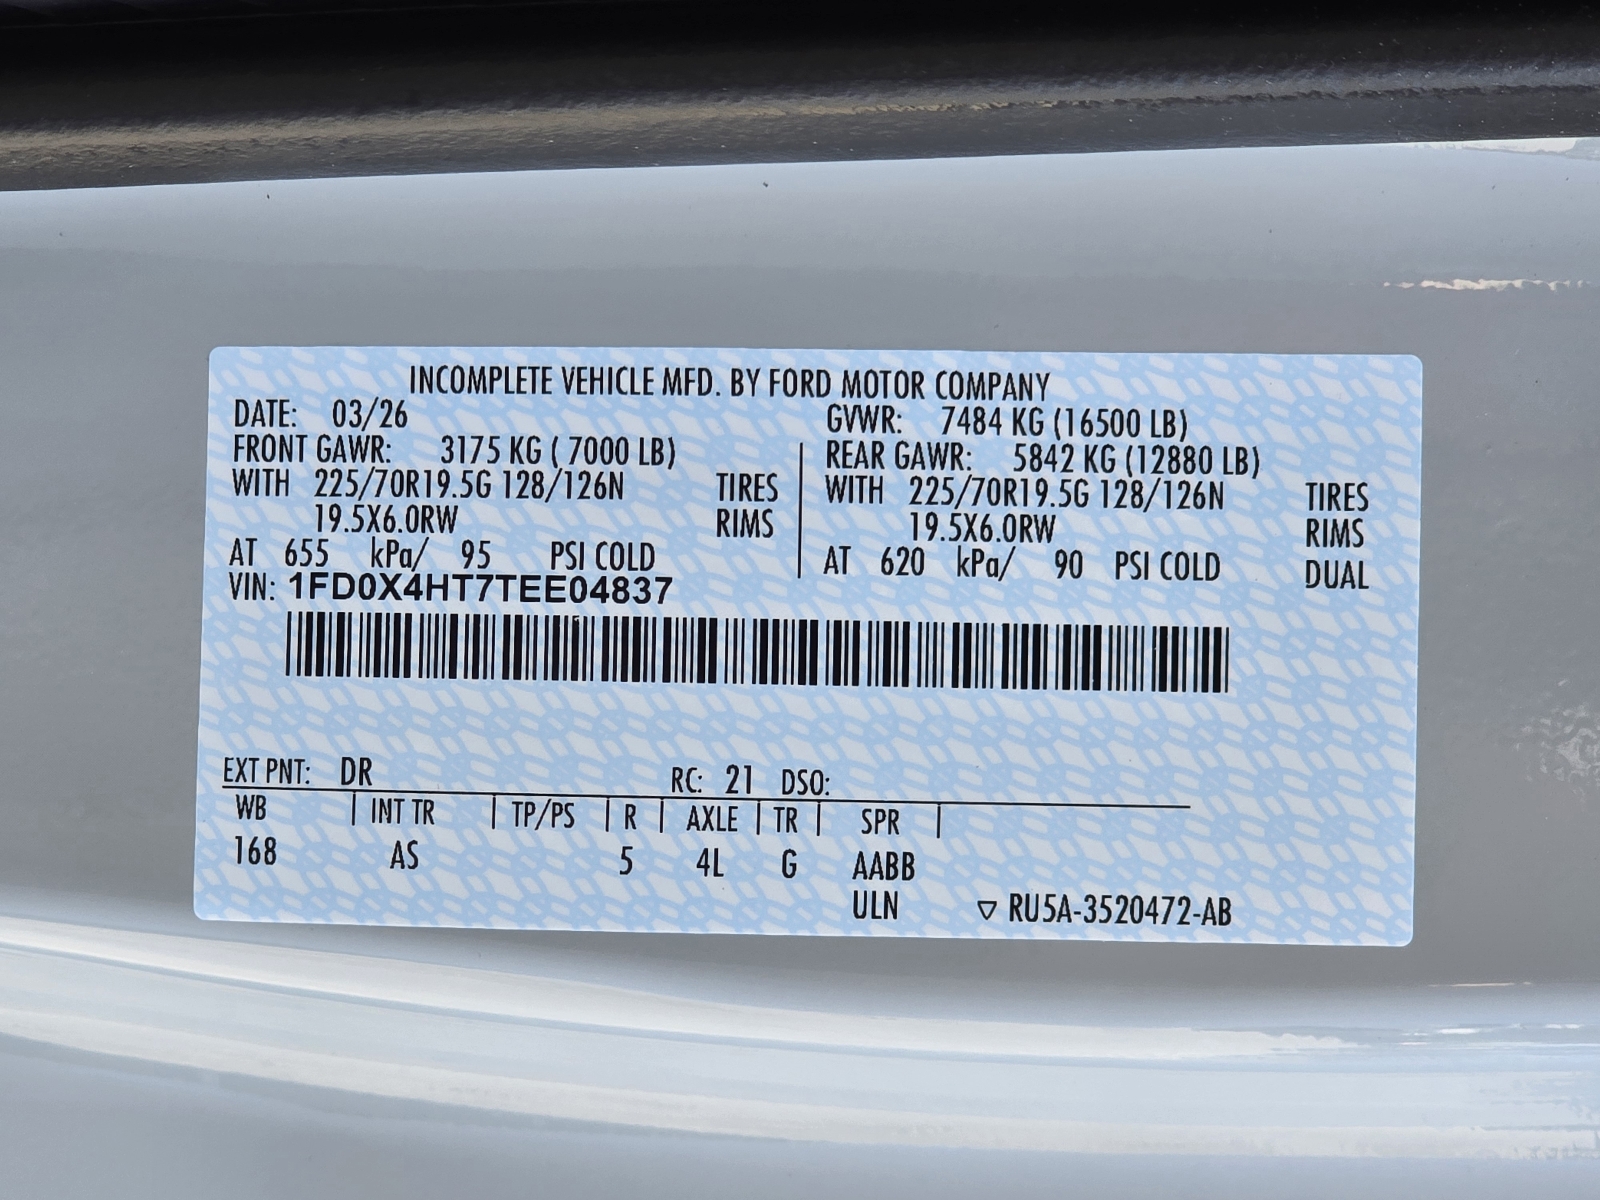 INCOMPLETE VEHICLE MFD. BY FORD MOTOR COMPANY
DATE: 03/26 GVWR: 7484 KG (16500 LB)
FRONT GAWR: 3175 KG ( 7000 LB) REAR GAWR: 5842 KG (12880 LB)
WITH 225/70R19.5G 128/126N TIRES WITH 225/70R19.5G 128/126N TIRES
19.5X6.0RW RIMS 19.5X6.0RW RIMS
AT 655 kPa/ 95 PSI COLD AT 620 kPa/ 90 PSI COLD DUAL
VIN: 1FD0X4HT7TEE04837
EXT PNT: DR RC: 21 DSO:
WB | INT TR | TP/PS | R | AXLE | TR | SPR |
168 AS 5 4L G AABB
ULN ▽ RU5A-3520472-AB